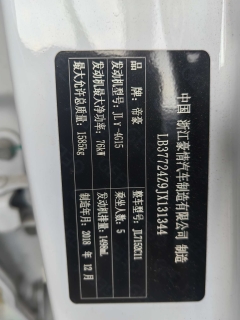 中国 浙江豪情汽车制造有限公司 制造
LB37724Z9JX131344
品牌：帝豪
整车型号：JL7152K11
发动机型号：JLY-4G15
乘坐人数：5
发动机最大净功率：76kW
发动机排量：1498mL
最大允许总质量：1585kg
制造年月：2018 年 12 月